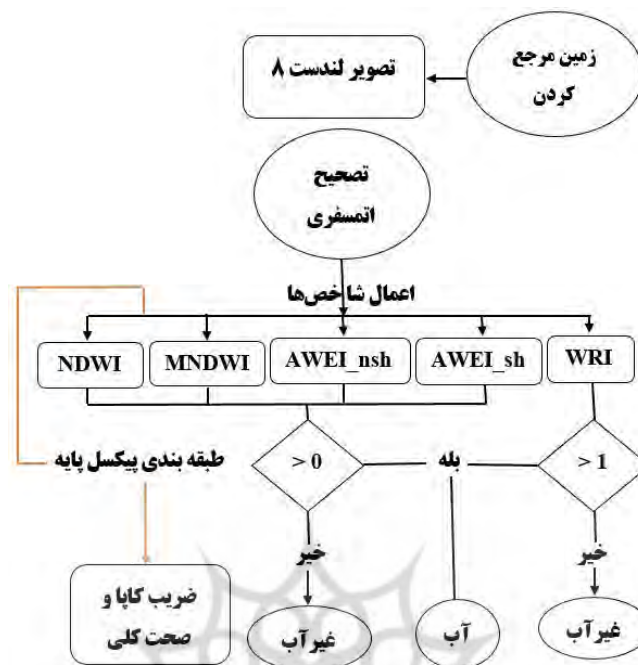 زمین مرجع
کردن
تصویر لندست ۸
تصحیح
اتمسفری
اعمال شاخص‌ها
NDWI
MNDWI
AWEI_nsh
AWEI_sh
WRI
طبقه بندی پیکسل پایه
> 0
بله
> 1
خیر
خیر
ضریب کاپا و
صحت کلی
غیرآب
آب
غیرآب